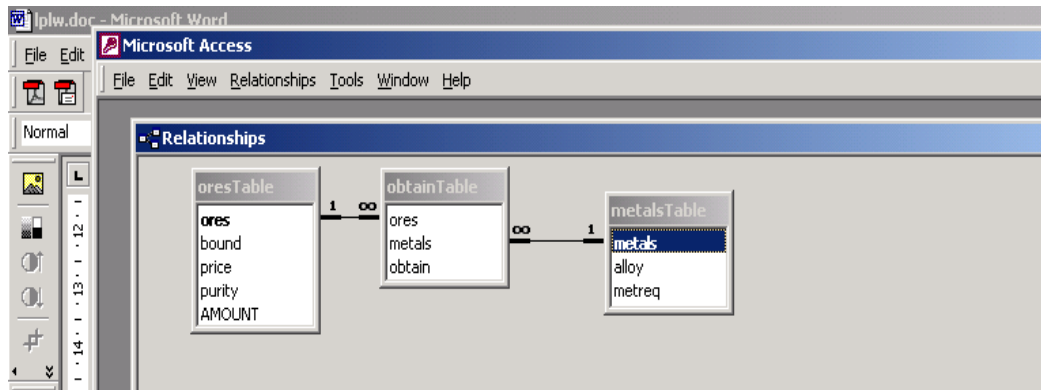 lplw.doc - Microsoft Word
File Edit
Microsoft Access
File Edit View Relationships Tools Window Help
Normal
Relationships
L
12
13
14
oresTable
ores
bound
price
purity
AMOUNT
1 ∞
obtainTable
ores
metals
obtain
∞ 1
metalsTable
metals
alloy
metreq